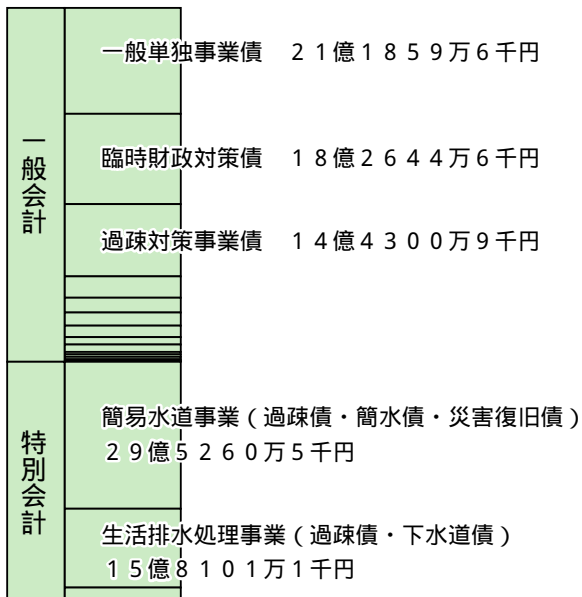 一般会計
一般単独事業債　２１億１８５９万６千円
臨時財政対策債　１８億２６４４万６千円
過疎対策事業債　１４億４３００万９千円
特別会計
簡易水道事業（過疎債・簡水債・災害復旧債）
２９億５２６０万５千円
生活排水処理事業（過疎債・下水道債）
１５億８１０１万１千円